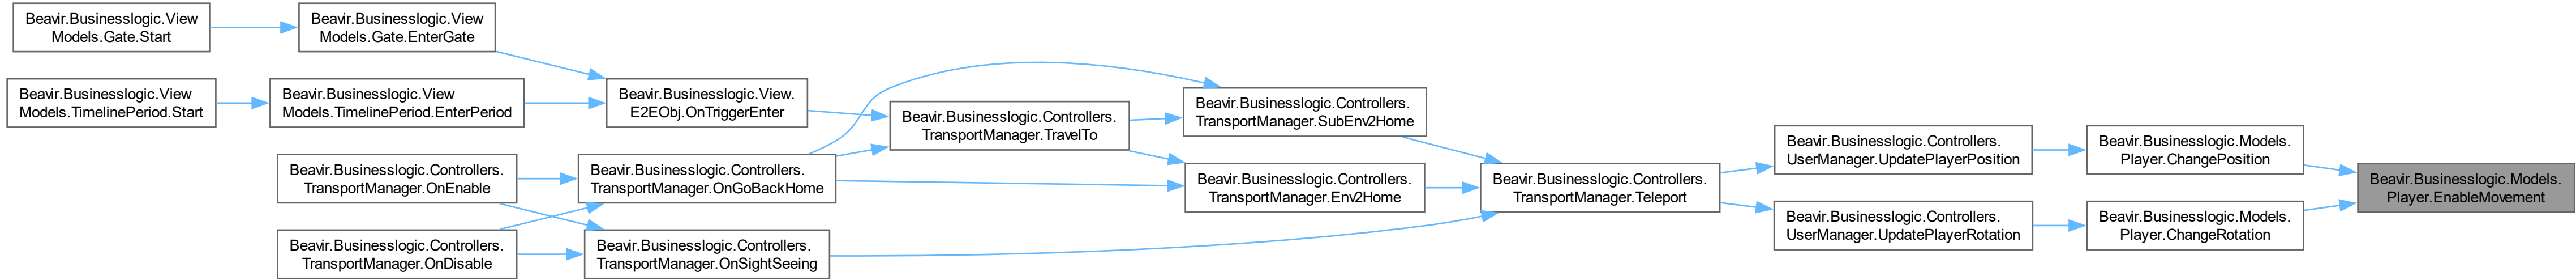 Beavir.Businesslogic.View
Models.Gate.Start
Beavir.Businesslogic.View
Models.Gate.EnterGate
Beavir.Businesslogic.View
Models.TimelinePeriod.Start
Beavir.Businesslogic.View
Models.TimelinePeriod.EnterPeriod
Beavir.Businesslogic.View.
E2EObj.OnTriggerEnter
Beavir.Businesslogic.Controllers.
TransportManager.TravelTo
Beavir.Businesslogic.Controllers.
TransportManager.SubEnv2Home
Beavir.Businesslogic.Controllers.
TransportManager.OnEnable
Beavir.Businesslogic.Controllers.
TransportManager.OnGoBackHome
Beavir.Businesslogic.Controllers.
TransportManager.Env2Home
Beavir.Businesslogic.Controllers.
TransportManager.Teleport
Beavir.Businesslogic.Controllers.
UserManager.UpdatePlayerPosition
Beavir.Businesslogic.Models.
Player.ChangePosition
Beavir.Businesslogic.Models.
Player.EnableMovement
Beavir.Businesslogic.Controllers.
UserManager.UpdatePlayerRotation
Beavir.Businesslogic.Models.
Player.ChangeRotation
Beavir.Businesslogic.Controllers.
TransportManager.OnDisable
Beavir.Businesslogic.Controllers.
TransportManager.OnSightSeeing